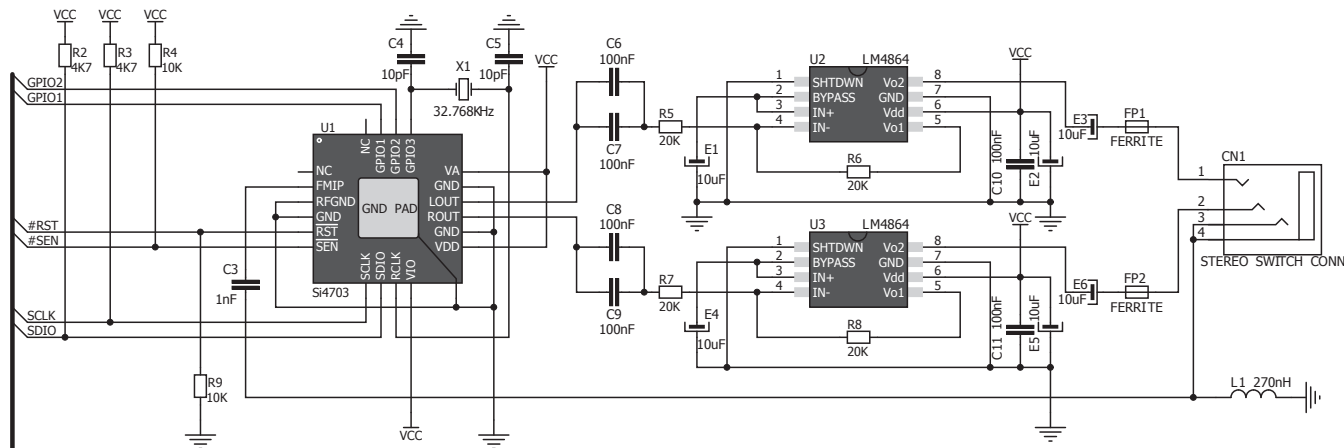 VCC VCC VCC
R2 4K7
R3 4K7
R4 10K
GPIO2
GPIO1
#RST
#SEN
SCLK
SDIO
C4
10pF
C5
10pF
X1
32.768KHz
VCC
U1
NC
GPIO1
GPIO2
GPIO3
NC
FMIP
RFGND
GND
RST
SEN
GND PAD
VA
GND
LOUT
ROUT
GND
VDD
SCLK
SDIO
RCLK
VIO
Si4703
C3
1nF
R9
10K
VCC
C6
100nF
C7
100nF
R5
20K
E1
10uF
U2 LM4864
1 SHTDWN Vo2 8
2 BYPASS GND 7
3 IN+ Vdd 6
4 IN- Vo1 5
R6
20K
VCC
C10 100nF
E2 10uF
E3
10uF
FP1
FERRITE
C8
100nF
C9
100nF
R7
20K
E4
10uF
U3 LM4864
1 SHTDWN Vo2 8
2 BYPASS GND 7
3 IN+ Vdd 6
4 IN- Vo1 5
R8
20K
VCC
C11 100nF
E5 10uF
E6
10uF
FP2
FERRITE
CN1
1
2
3
4
STEREO SWITCH CONN
L1 270nH